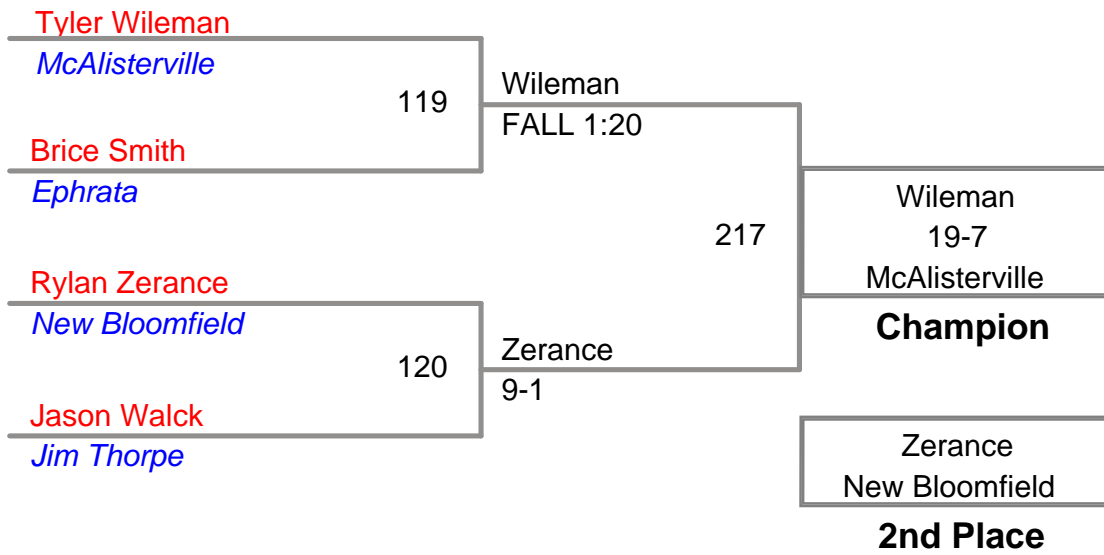 Tyler Wileman
McAlisterville
119
Brice Smith
Ephrata
Wileman
FALL 1:20
Rylan Zerance
New Bloomfield
120
Jason Walck
Jim Thorpe
Zerance
9-1
217
Wileman
19-7
McAlisterville
Champion
Zerance
New Bloomfield
2nd Place